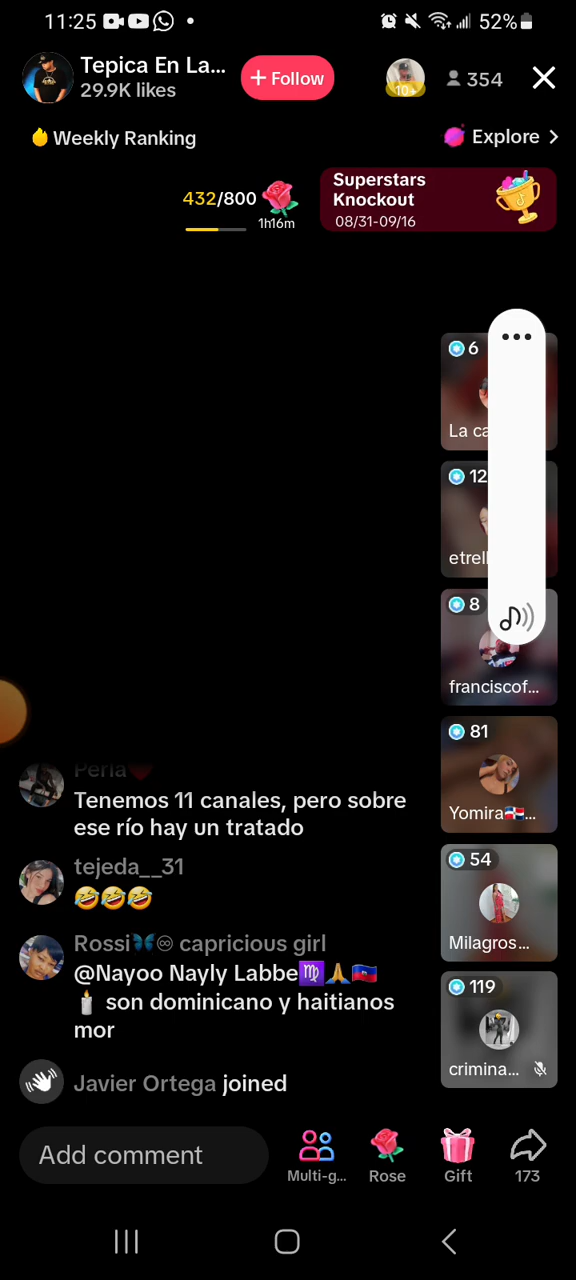 11:25
52%
Tepica En La...
29.9K likes
+ Follow
10+
354
Weekly Ranking
Explore
432/800
1h16m
Superstars
Knockout
08/31-09/16
6
La ca
12
etrell
8
franciscof...
81
Yomira🇩🇴...
54
Milagros...
119
crimina...
Perla❤️
Tenemos 11 canales, pero sobre
ese río hay un tratado
tejeda__31
🤣🤣🤣
Rossi🦋♾ capricious girl
@Nayoo Nayly Labbe♍🙏🇭🇹
🕯️ son dominicano y haitianos
mor
Javier Ortega joined
Add comment
Multi-g...
Rose
Gift
173